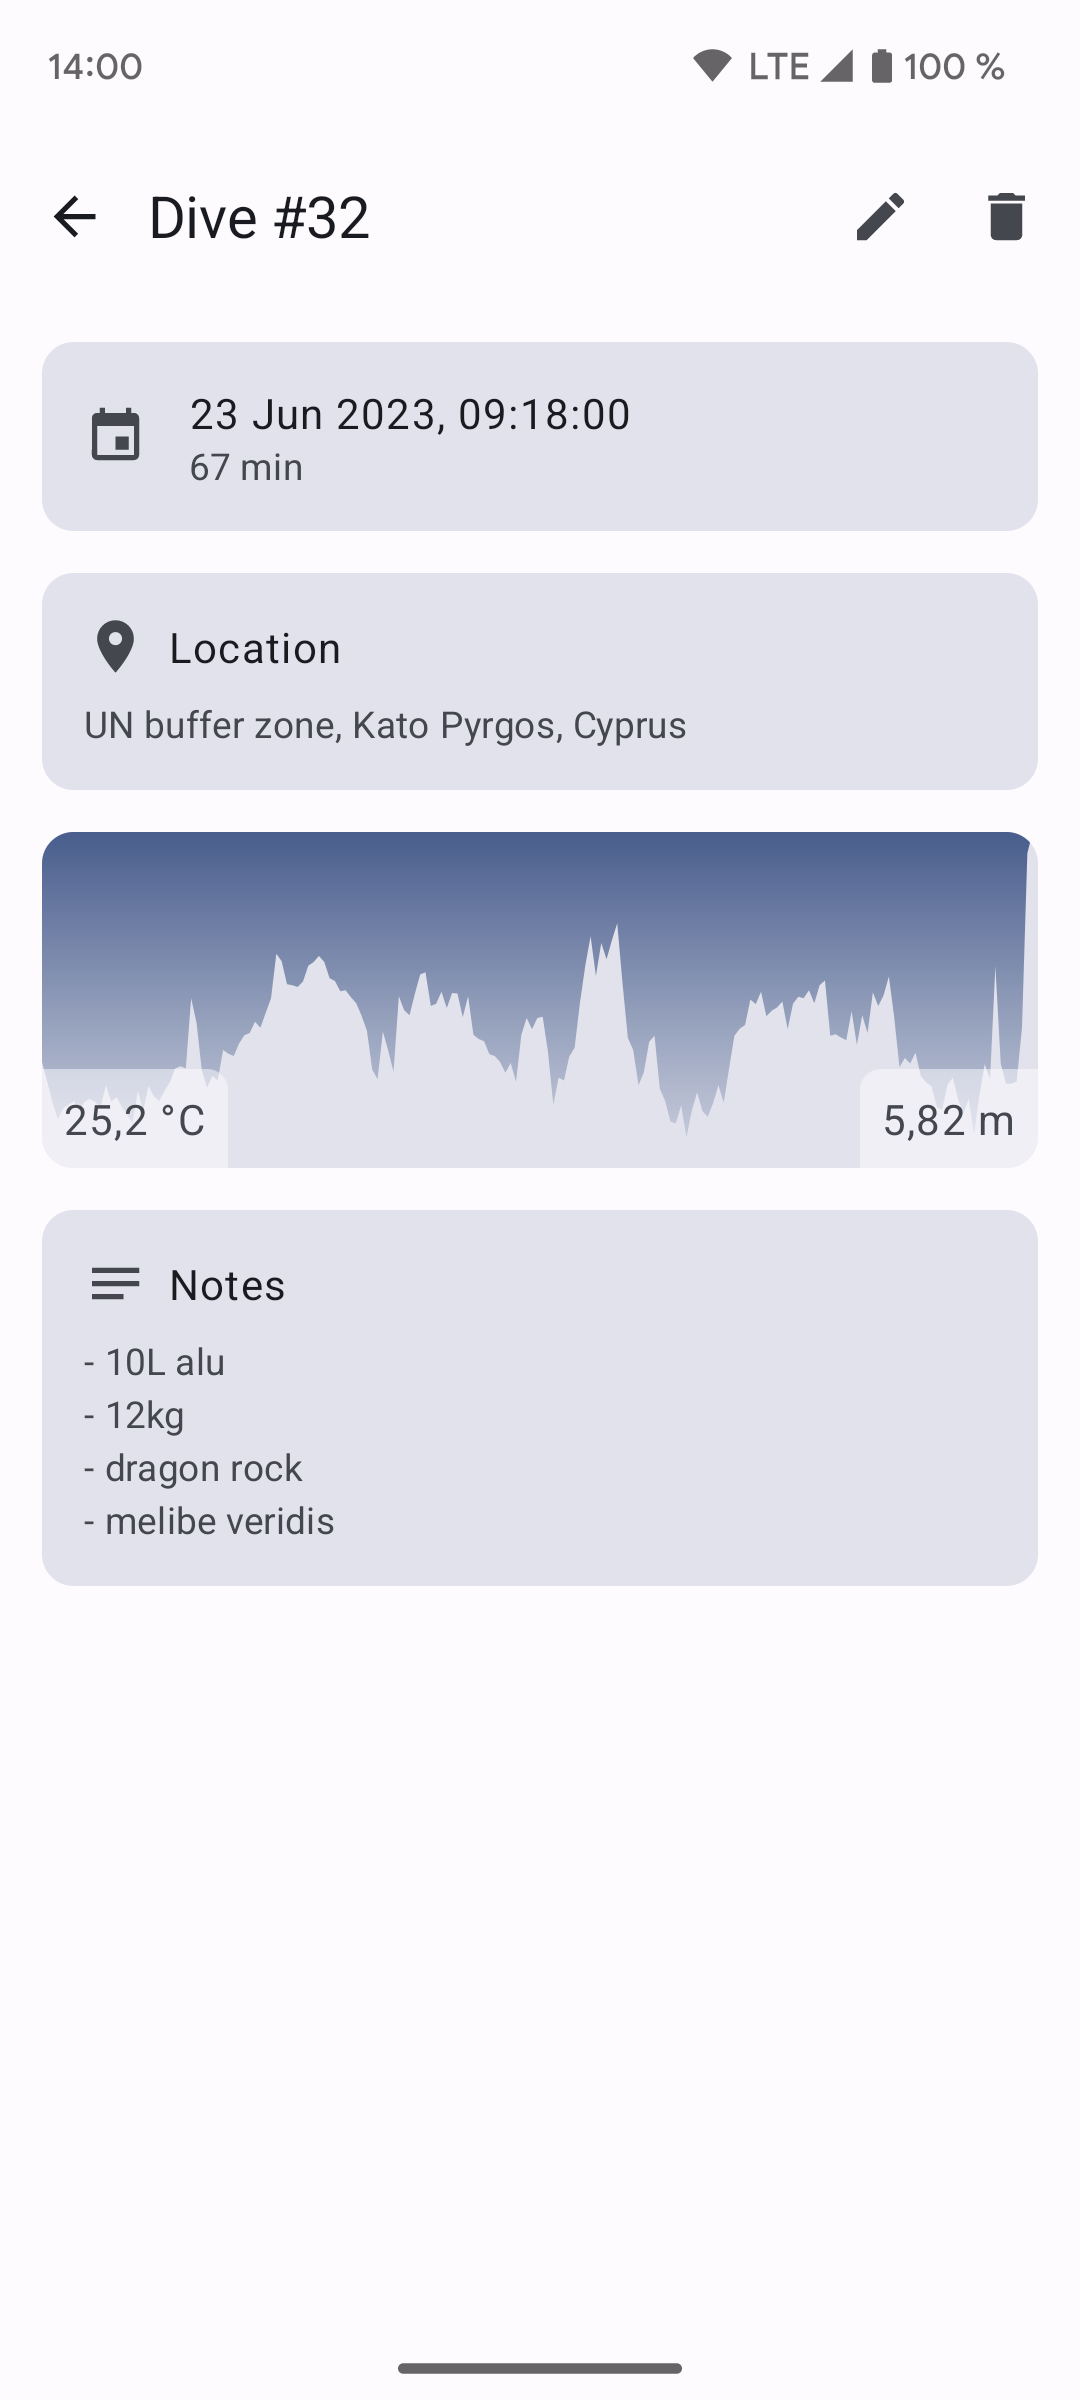 14:00 LTE 100 %
Dive #32
23 Jun 2023, 09:18:00
67 min
Location
UN buffer zone, Kato Pyrgos, Cyprus
25,2 °C 5,82 m
Notes
- 10L alu
- 12kg
- dragon rock
- melibe veridis